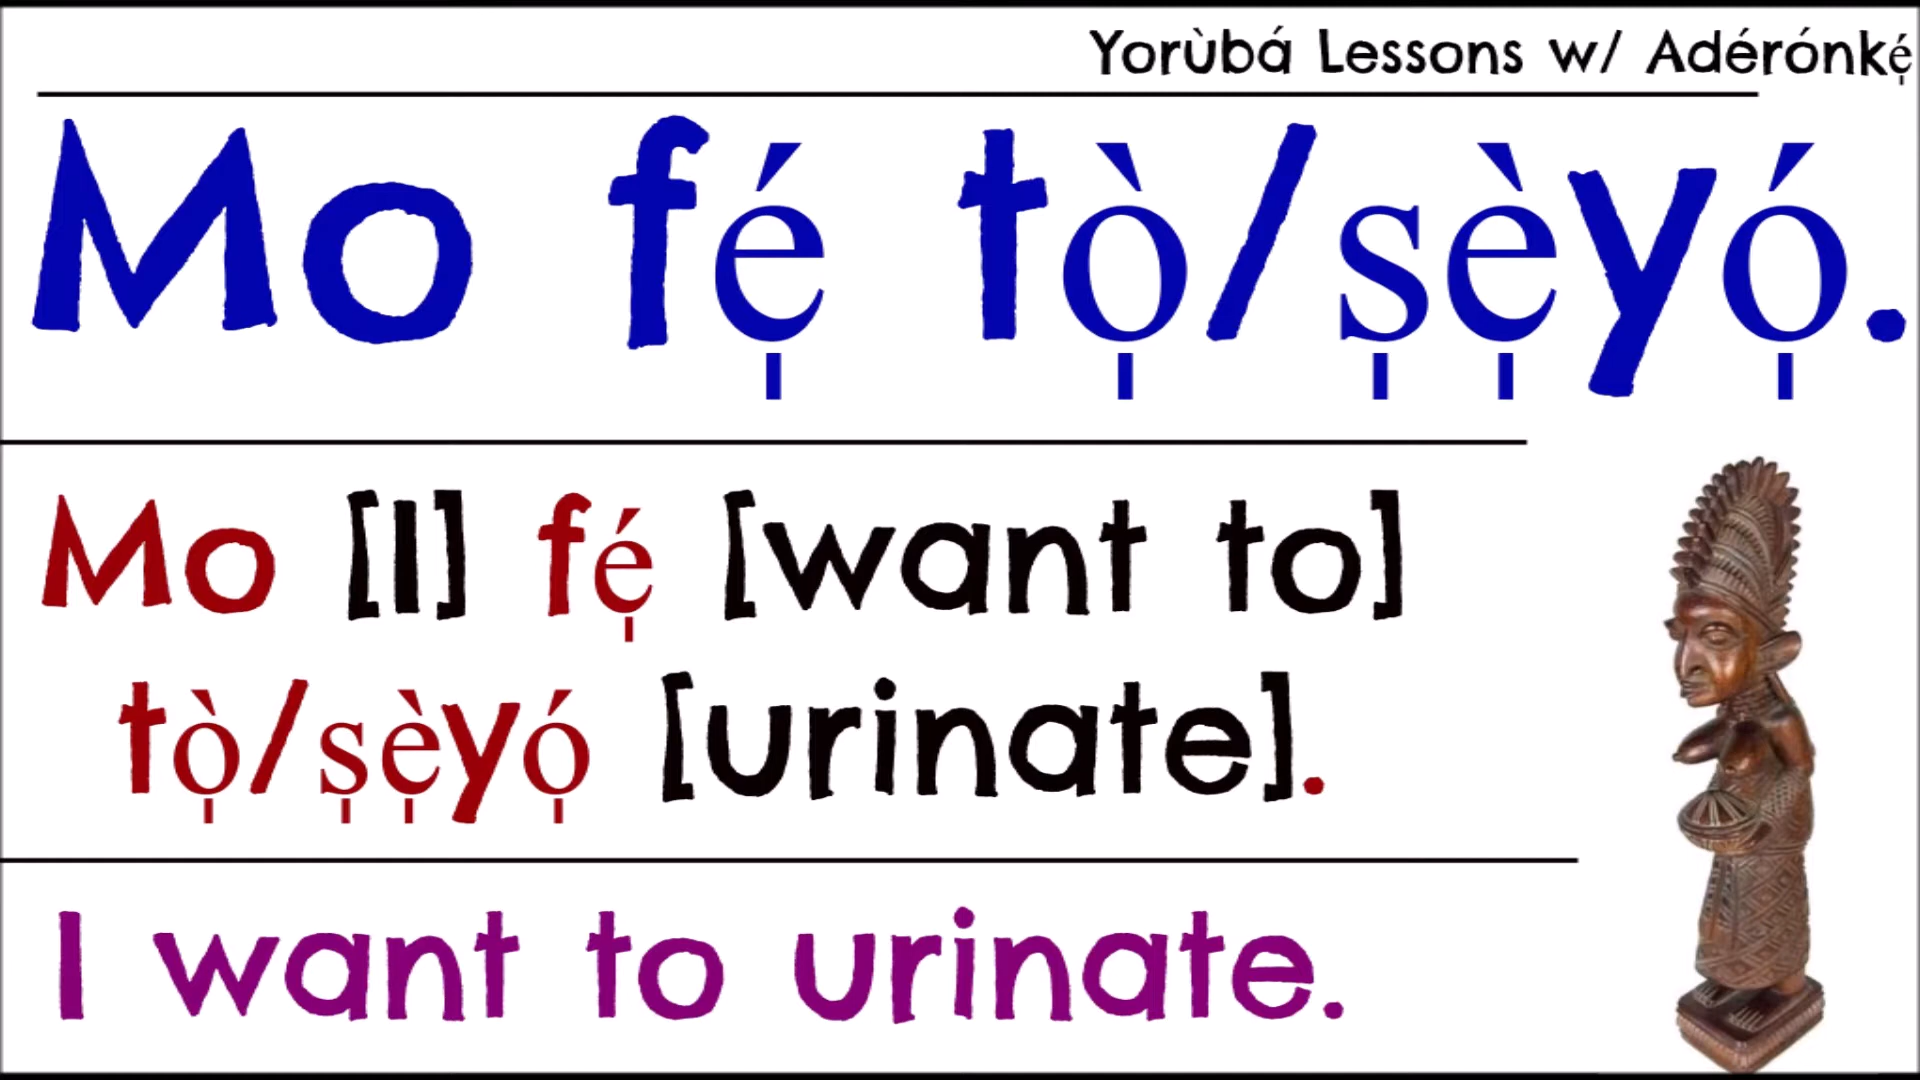 Yorùbá Lessons w/ Adérónkẹ́
Mo fẹ́ tọ̀/ṣẹ̀yọ́.
Mo [I] fẹ́ [want to]
tọ̀/ṣẹ̀yọ́ [urinate].
I want to urinate.